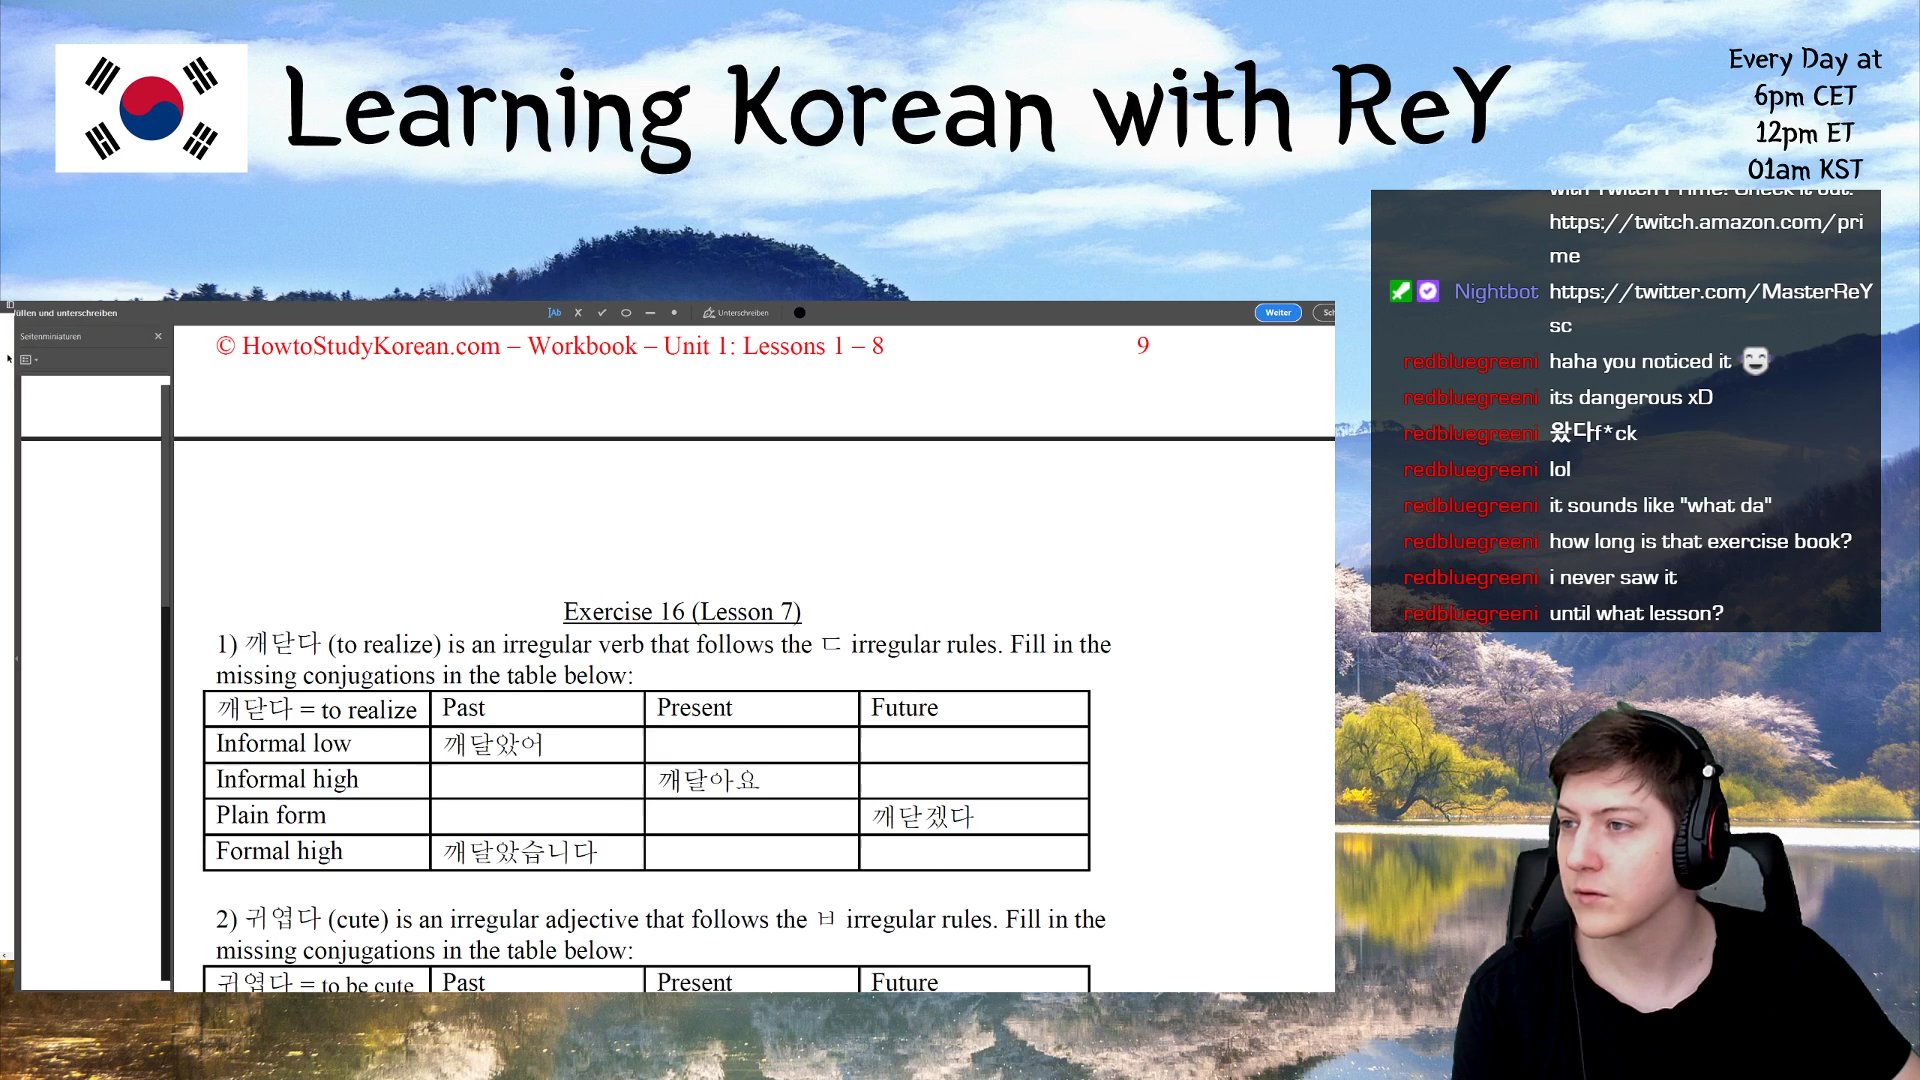 Learning Korean with ReY
Every Day at
6pm CET
12pm ET
01am KST
https://twitch.amazon.com/pri
me
Nightbot https://twitter.com/MasterReY
sc
redbluegreeni haha you noticed it
redbluegreeni its dangerous xD
redbluegreeni 왔다f*ck
redbluegreeni lol
redbluegreeni it sounds like "what da"
redbluegreeni how long is that exercise book?
redbluegreeni i never saw it
redbluegreeni until what lesson?
füllen und unterschreiben
Unterschreiben
Weiter
Seitenminiaturen
© HowtoStudyKorean.com – Workbook – Unit 1: Lessons 1 – 8 9
Exercise 16 (Lesson 7)
1) 깨닫다 (to realize) is an irregular verb that follows the ㄷ irregular rules. Fill in the
missing conjugations in the table below:
깨닫다 = to realize Past Present Future
Informal low 깨달았어
Informal high 깨달아요
Plain form 깨닫겠다
Formal high 깨달았습니다
2) 귀엽다 (cute) is an irregular adjective that follows the ㅂ irregular rules. Fill in the
missing conjugations in the table below:
귀엽다 = to be cute Past Present Future